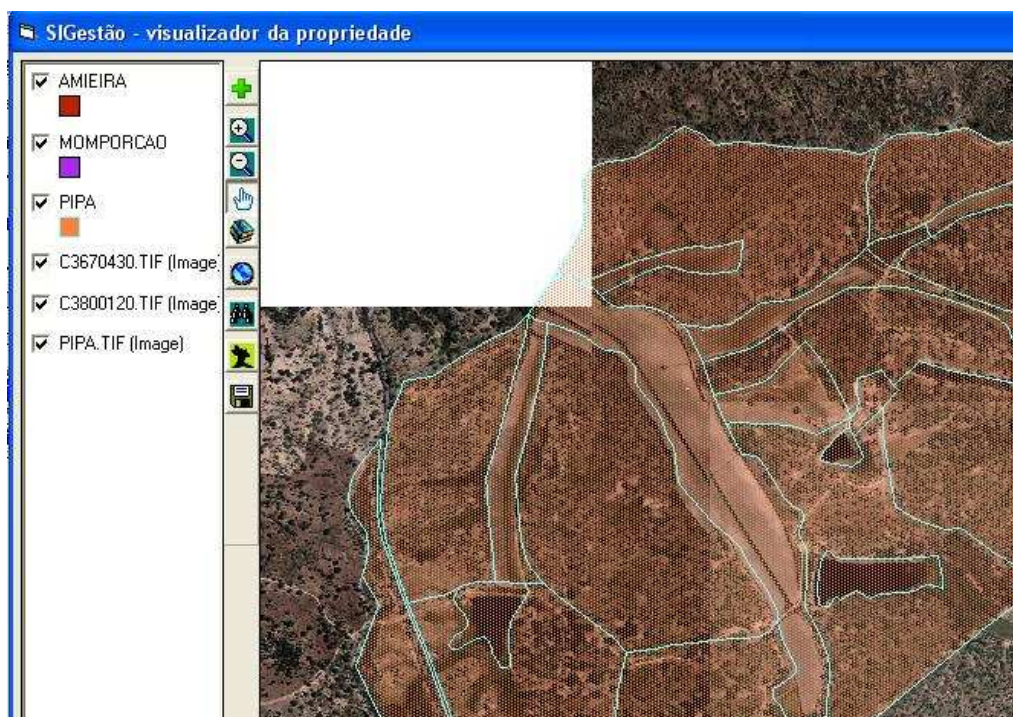 SIGestão - visualizador da propriedade
AMIEIRA
MOMPORCAO
PIPA
C3670430.TIF (Image)
C3800120.TIF (Image)
PIPA.TIF (Image)